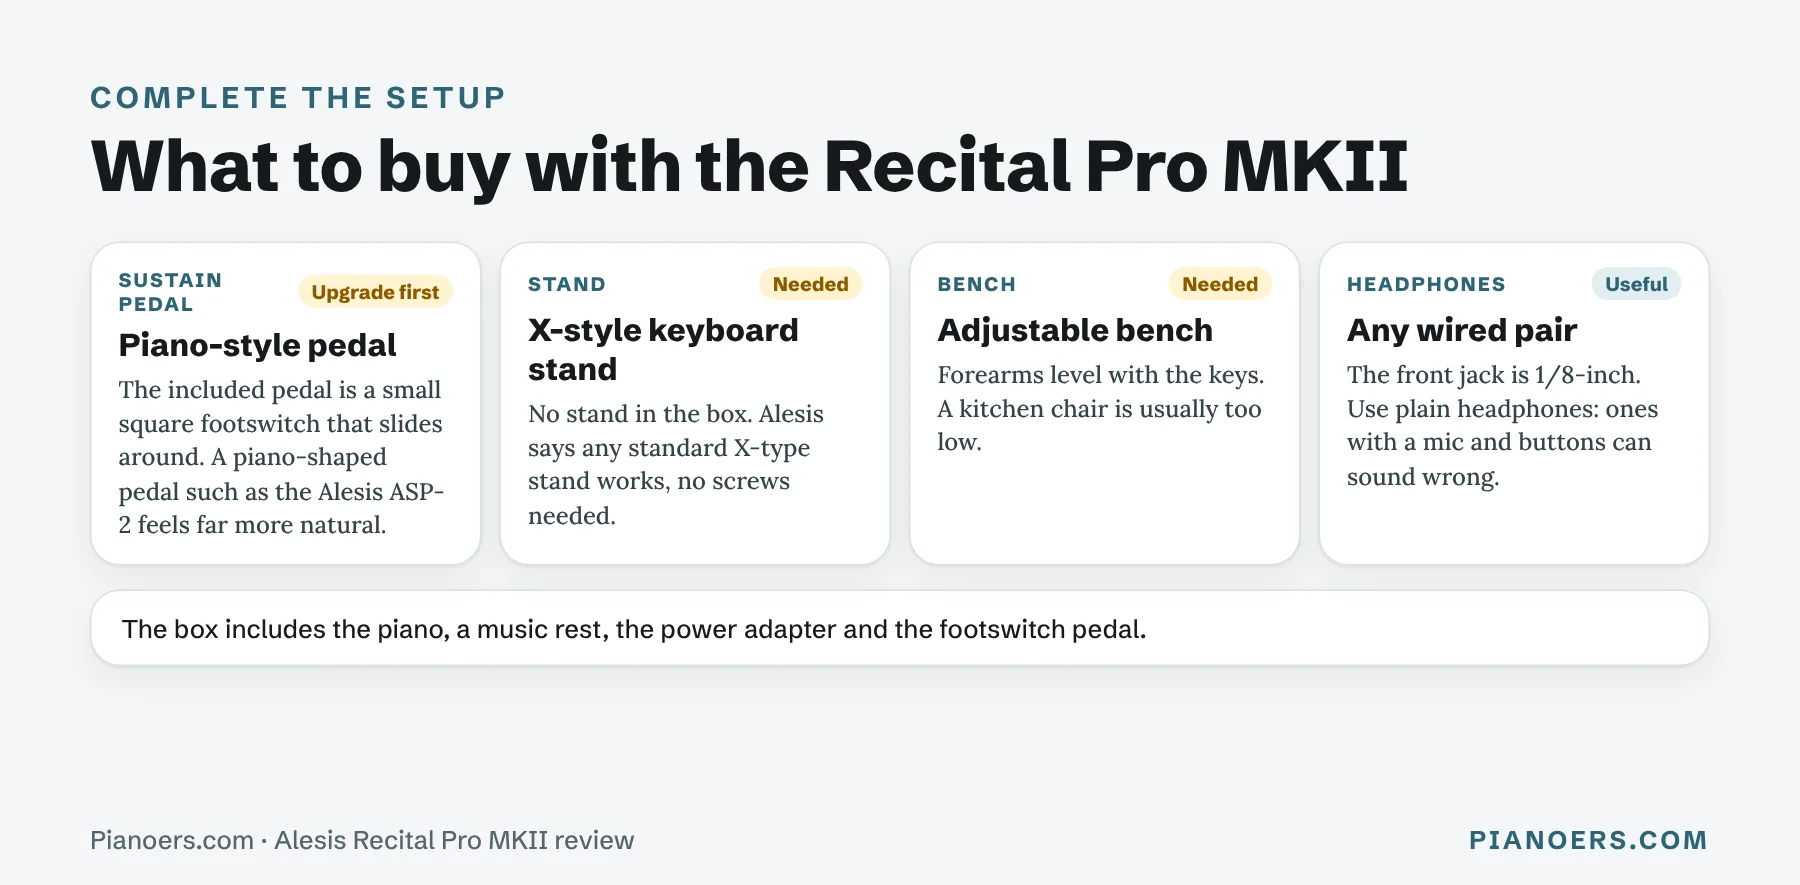 COMPLETE THE SETUP
What to buy with the Recital Pro MKII
SUSTAIN
PEDAL
Upgrade first
Piano-style pedal
The included pedal is a small
square footswitch that slides
around. A piano-shaped
pedal such as the Alesis ASP-
2 feels far more natural.
STAND
Needed
X-style keyboard
stand
No stand in the box. Alesis
says any standard X-type
stand works, no screws
needed.
BENCH
Needed
Adjustable bench
Forearms level with the keys.
A kitchen chair is usually too
low.
HEADPHONES
Useful
Any wired pair
The front jack is 1/8-inch.
Use plain headphones: ones
with a mic and buttons can
sound wrong.
The box includes the piano, a music rest, the power adapter and the footswitch pedal.
Pianoers.com · Alesis Recital Pro MKII review
PIANOERS.COM